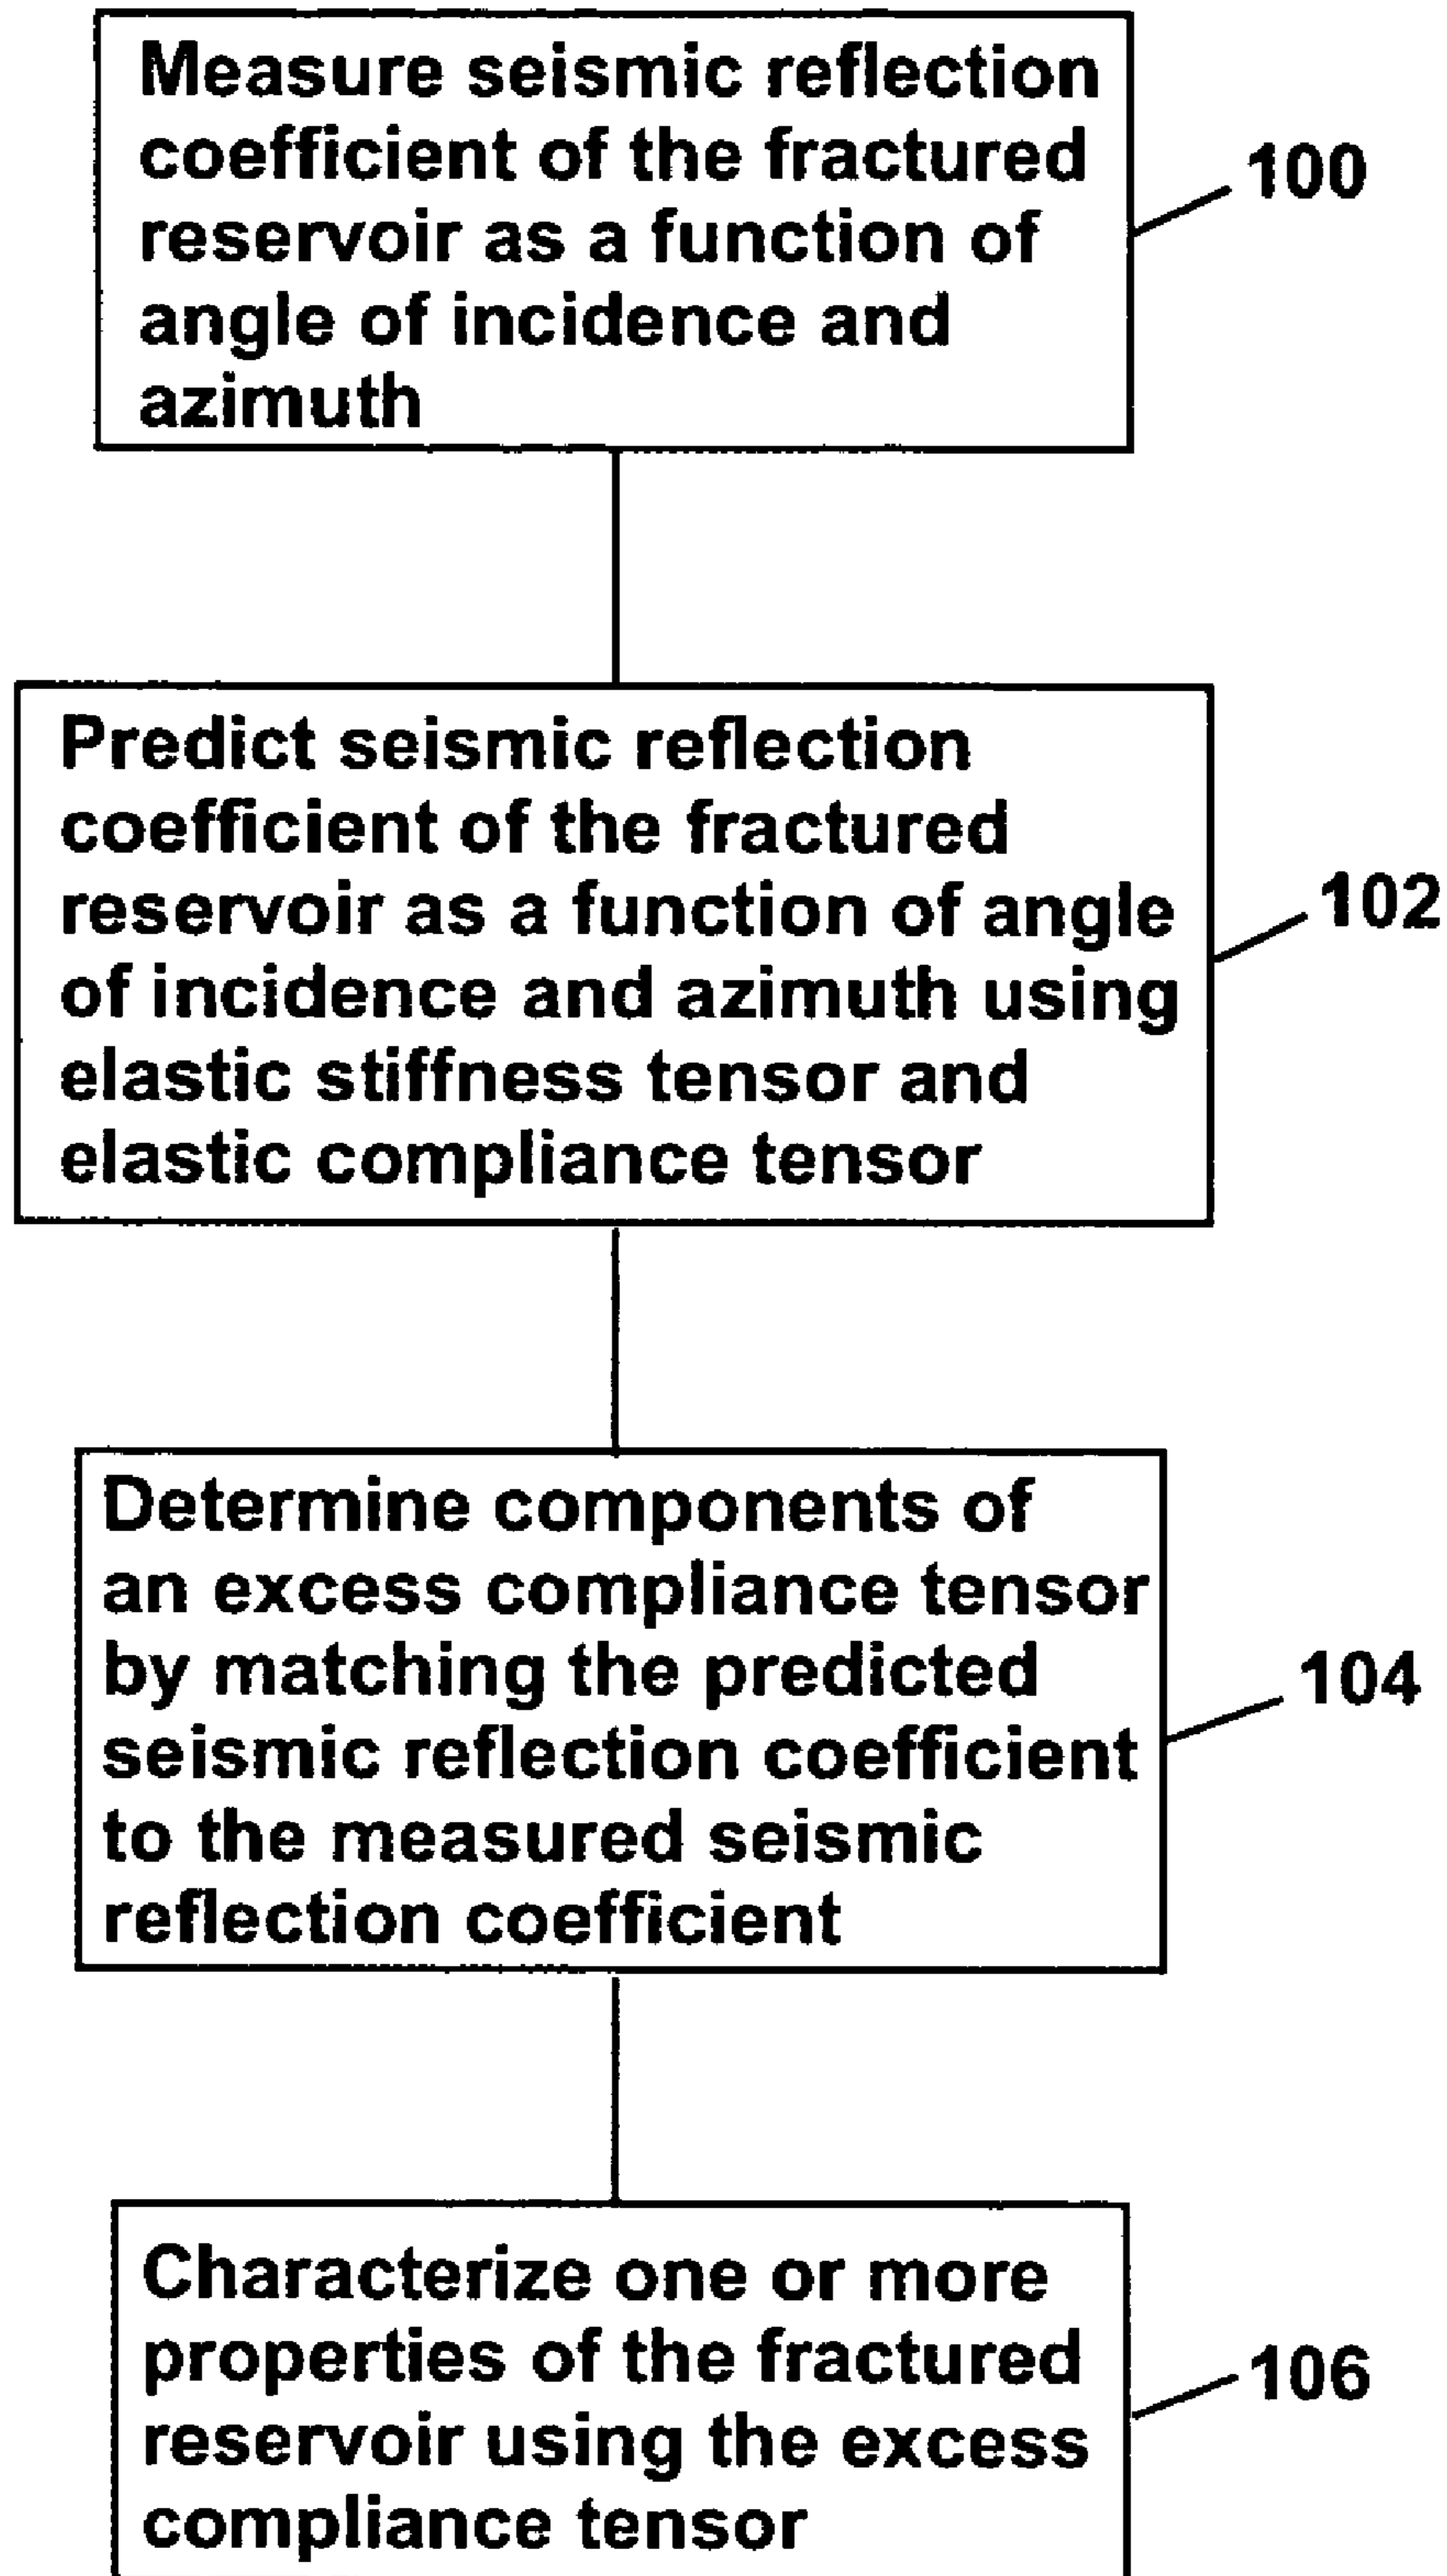 Measure seismic reflection
coefficient of the fractured
reservoir as a function of
angle of incidence and
azimuth
100
Predict seismic reflection
coefficient of the fractured
reservoir as a function of angle
of incidence and azimuth using
elastic stiffness tensor and
elastic compliance tensor
102
Determine components of
an excess compliance tensor
by matching the predicted
seismic reflection coefficient
to the measured seismic
reflection coefficient
104
Characterize one or more
properties of the fractured
reservoir using the excess
compliance tensor
106